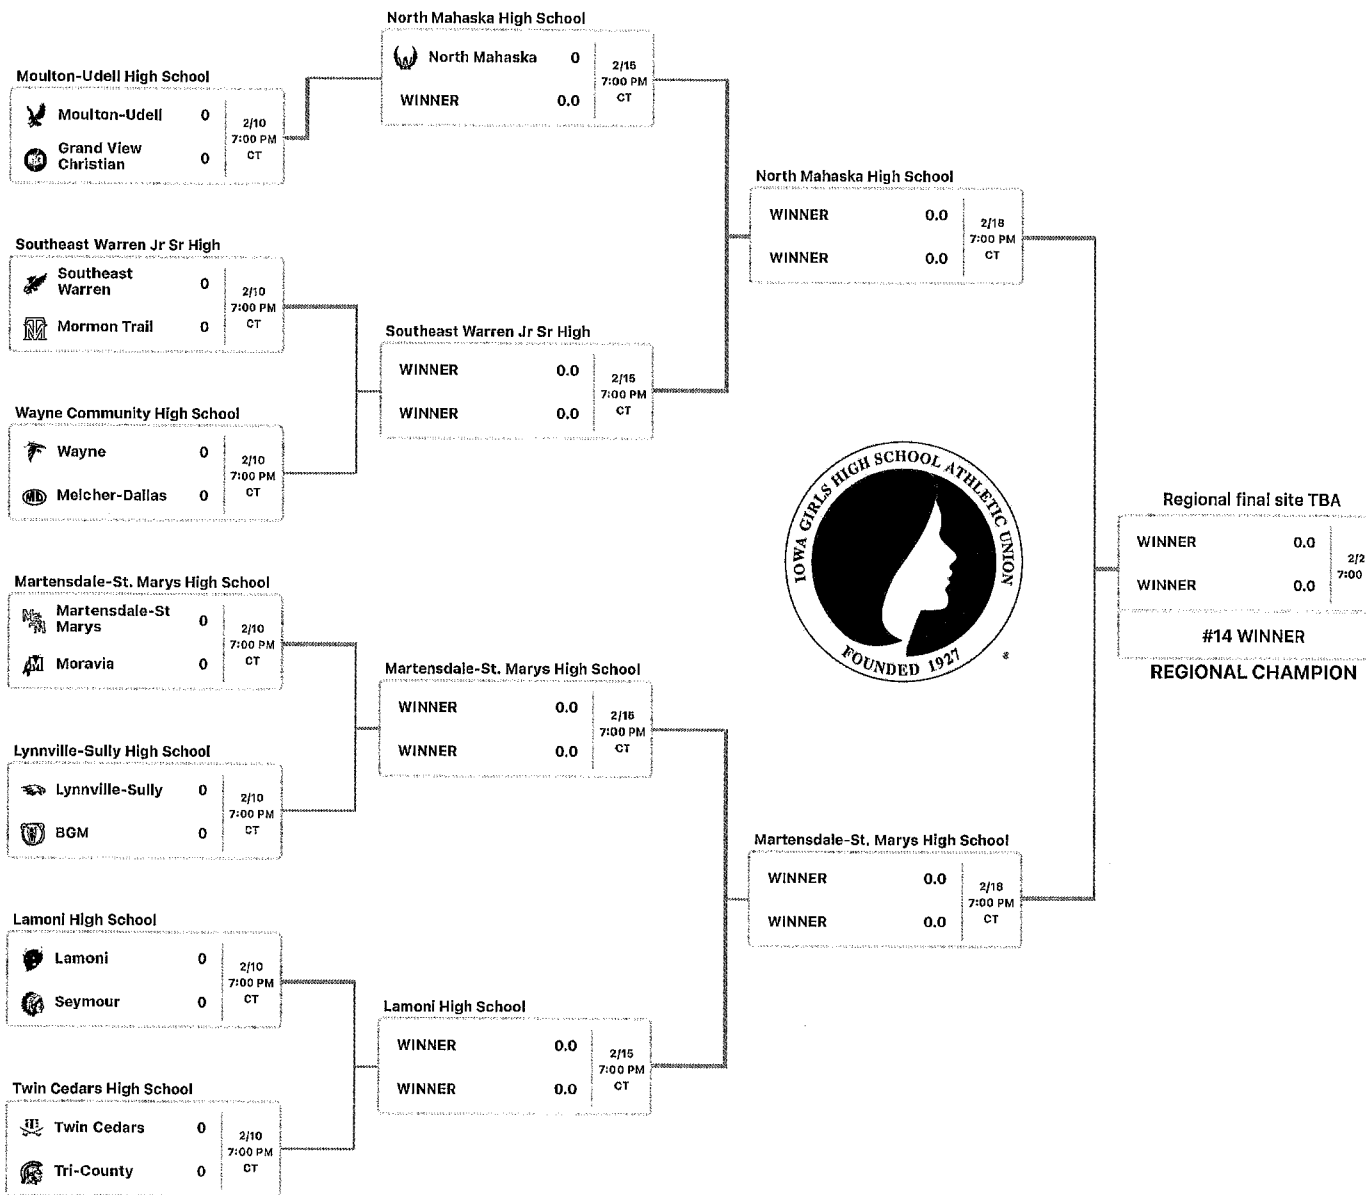 North Mahaska High School
North Mahaska 0
WINNER 0.0
2/15
7:00 PM
CT
Moulton-Udell High School
Moulton-Udell 0
Grand View
Christian 0
2/10
7:00 PM
CT
North Mahaska High School
WINNER 0.0
WINNER 0.0
2/18
7:00 PM
CT
Southeast Warren Jr Sr High
Southeast
Warren 0
Mormon Trail 0
2/10
7:00 PM
CT
Southeast Warren Jr Sr High
WINNER 0.0
WINNER 0.0
2/15
7:00 PM
CT
Wayne Community High School
Wayne 0
Melcher-Dallas 0
2/10
7:00 PM
CT
IOWA GIRLS HIGH SCHOOL ATHLETIC UNION
FOUNDED 1927
®
Regional final site TBA
WINNER 0.0
WINNER 0.0
2/2
7:00
#14 WINNER
REGIONAL CHAMPION
Martensdale-St. Marys High School
Martensdale-St
Marys 0
Moravia 0
2/10
7:00 PM
CT
Martensdale-St. Marys High School
WINNER 0.0
WINNER 0.0
2/15
7:00 PM
CT
Lynnville-Sully High School
Lynnville-Sully 0
BGM 0
2/10
7:00 PM
CT
Martensdale-St. Marys High School
WINNER 0.0
WINNER 0.0
2/18
7:00 PM
CT
Lamoni High School
Lamoni 0
Seymour 0
2/10
7:00 PM
CT
Lamoni High School
WINNER 0.0
WINNER 0.0
2/15
7:00 PM
CT
Twin Cedars High School
Twin Cedars 0
Tri-County 0
2/10
7:00 PM
CT